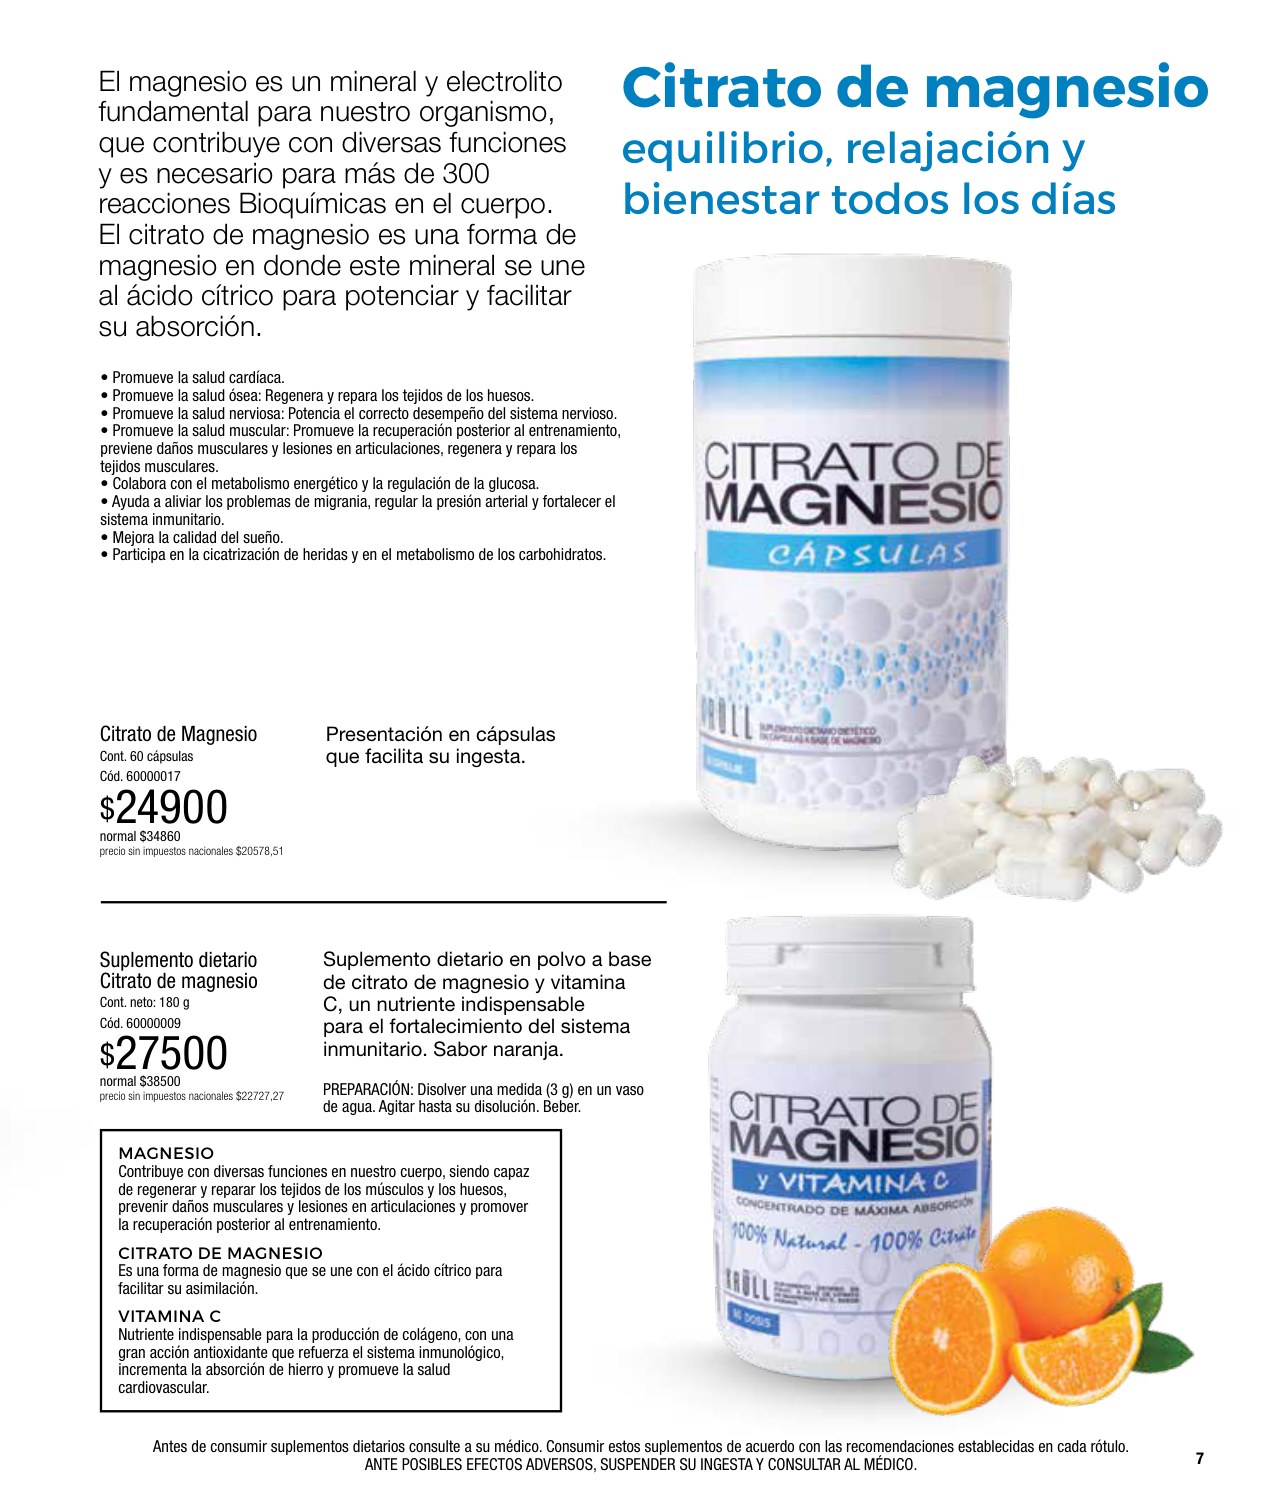 El magnesio es un mineral y electrolito
fundamental para nuestro organismo,
que contribuye con diversas funciones
y es necesario para más de 300
reacciones Bioquímicas en el cuerpo.
El citrato de magnesio es una forma de
magnesio en donde este mineral se une
al ácido cítrico para potenciar y facilitar
su absorción.
Citrato de magnesio
equilibrio, relajación y
bienestar todos los días
• Promueve la salud cardíaca.
• Promueve la salud ósea: Regenera y repara los tejidos de los huesos.
• Promueve la salud nerviosa: Potencia el correcto desempeño del sistema nervioso.
• Promueve la salud muscular: Promueve la recuperación posterior al entrenamiento,
previene daños musculares y lesiones en articulaciones, regenera y repara los
tejidos musculares.
• Colabora con el metabolismo energético y la regulación de la glucosa.
• Ayuda a aliviar los problemas de migrania, regular la presión arterial y fortalecer el
sistema inmunitario.
• Mejora la calidad del sueño.
• Participa en la cicatrización de heridas y en el metabolismo de los carbohidratos.
CITRATO DE
MAGNESIO
CÁPSULAS
KRÜLL
SUPLEMENTO DIETARIO DIETÉTICO
EN CÁPSULAS A BASE DE MAGNESIO
Citrato de Magnesio
Cont. 60 cápsulas
Cód. 60000017
$24900
normal $34860
precio sin impuestos nacionales $20578,51
Presentación en cápsulas
que facilita su ingesta.
Suplemento dietario
Citrato de magnesio
Cont. neto: 180 g
Cód. 60000009
$27500
normal $38500
precio sin impuestos nacionales $22727,27
Suplemento dietario en polvo a base
de citrato de magnesio y vitamina
C, un nutriente indispensable
para el fortalecimiento del sistema
inmunitario. Sabor naranja.
PREPARACIÓN: Disolver una medida (3 g) en un vaso
de agua. Agitar hasta su disolución. Beber.
MAGNESIO
Contribuye con diversas funciones en nuestro cuerpo, siendo capaz
de regenerar y reparar los tejidos de los músculos y los huesos,
prevenir daños musculares y lesiones en articulaciones y promover
la recuperación posterior al entrenamiento.
CITRATO DE MAGNESIO
Es una forma de magnesio que se une con el ácido cítrico para
facilitar su asimilación.
VITAMINA C
Nutriente indispensable para la producción de colágeno, con una
gran acción antioxidante que refuerza el sistema inmunológico,
incrementa la absorción de hierro y promueve la salud
cardiovascular.
CITRATO DE
MAGNESIO
y VITAMINA C
CONCENTRADO DE MÁXIMA ABSORCIÓN
100% Natural - 100% Citrato
KRÜLL
60 DOSIS
Antes de consumir suplementos dietarios consulte a su médico. Consumir estos suplementos de acuerdo con las recomendaciones establecidas en cada rótulo.
ANTE POSIBLES EFECTOS ADVERSOS, SUSPENDER SU INGESTA Y CONSULTAR AL MÉDICO.
7